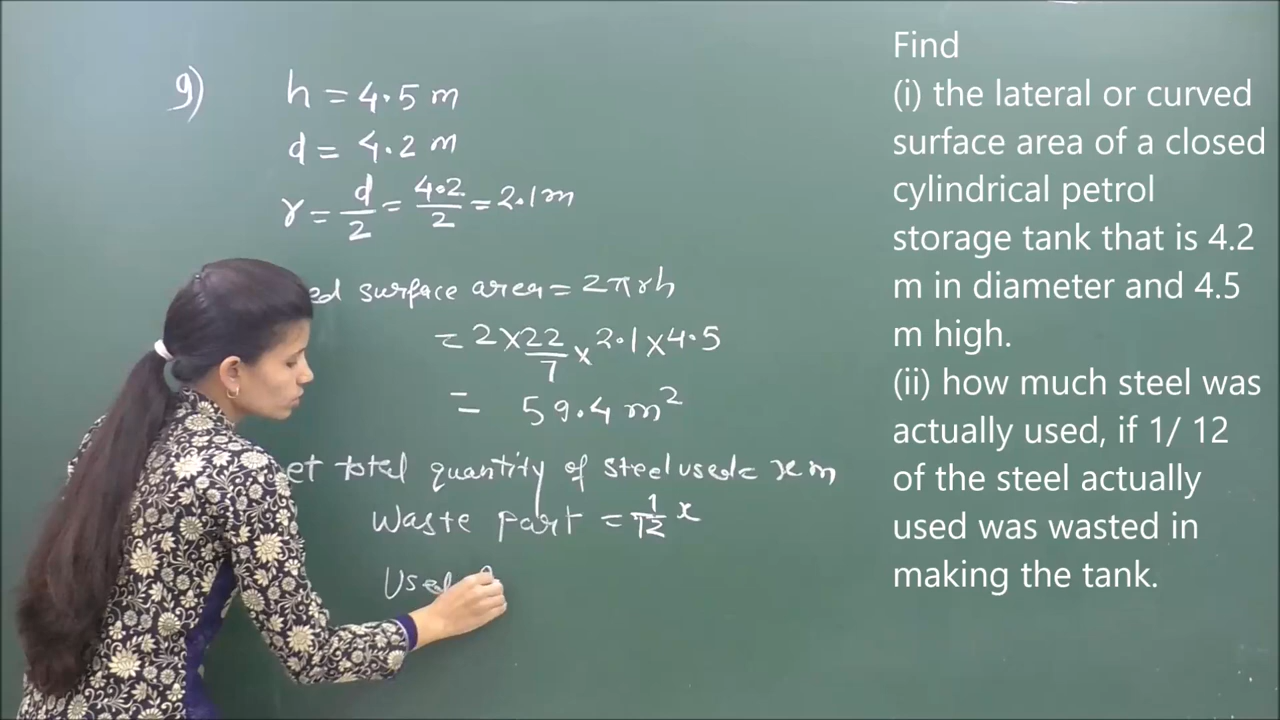 9) h = 4.5 m
d = 4.2 m
r = d/2 = 4.2/2 = 2.1m
surface area = 2πrh
= 2 × 22/7 × 2.1 × 4.5
= 59.4 m²
total quantity of steel used = x m
Waste part = 1/12 x
Find
(i) the lateral or curved
surface area of a closed
cylindrical petrol
storage tank that is 4.2
m in diameter and 4.5
m high.
(ii) how much steel was
actually used, if 1/ 12
of the steel actually
used was wasted in
making the tank.